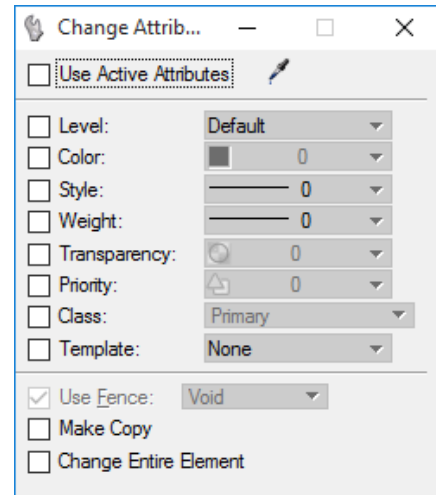 Change Attrib...
Use Active Attributes
Level: Default
Color: 0
Style: 0
Weight: 0
Transparency: 0
Priority: 0
Class: Primary
Template: None
Use Fence: Void
Make Copy
Change Entire Element